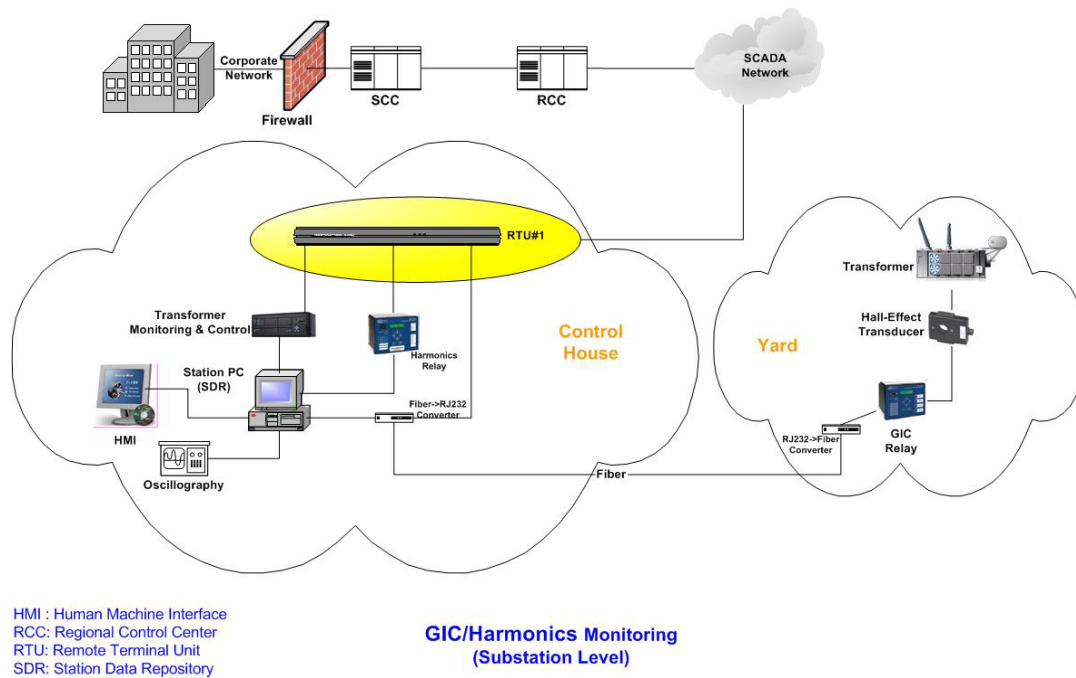 Corporate
Network
Firewall
SCC
RCC
SCADA
Network
RTU#1
Transformer
Monitoring & Control
Harmonics
Relay
Control
House
Station PC
(SDR)
HMI
Fiber->RJ232
Converter
Oscillography
Fiber
Yard
Transformer
Hall-Effect
Transducer
GIC
Relay
RJ232->Fiber
Converter
HMI : Human Machine Interface
RCC: Regional Control Center
RTU: Remote Terminal Unit
SDR: Station Data Repository
GIC/Harmonics Monitoring
(Substation Level)